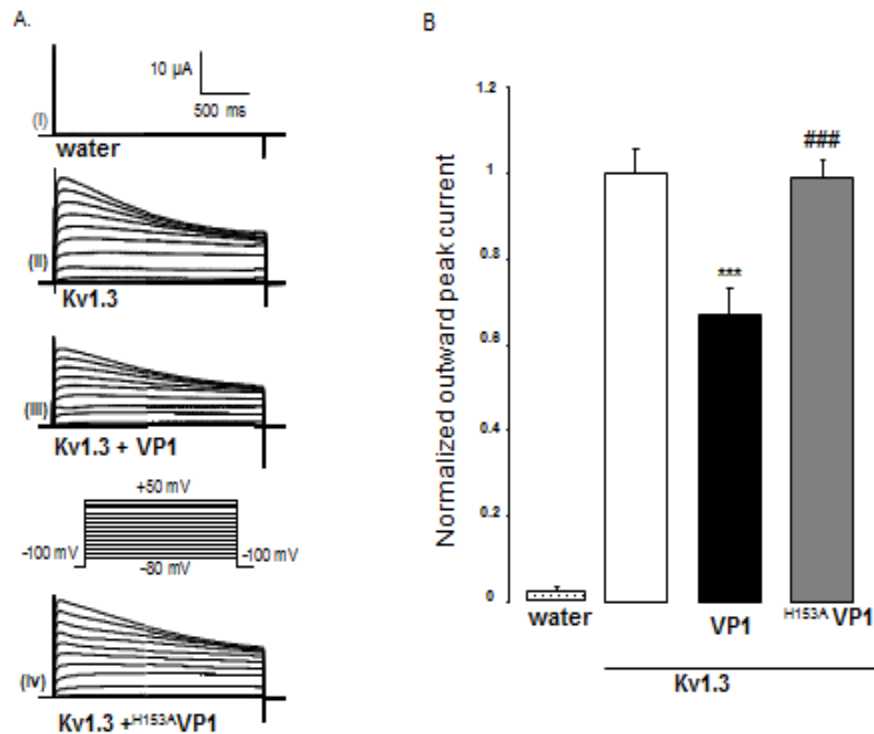 A.
10 µA
500 ms
(I)
water
(II)
Kv1.3
(III)
Kv1.3 + VP1
+50 mV
-100 mV
-100 mV
-80 mV
(Iv)
Kv1.3 +H153AVP1
B
Normalized outward peak current
1.2
1
0.8
0.6
0.4
0.2
0
***
###
water
VP1
H153A VP1
Kv1.3